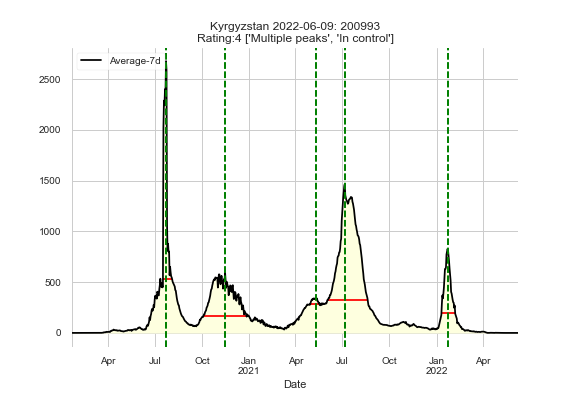 Kyrgyzstan 2022-06-09: 200993
Rating:4 ['Multiple peaks', 'In control']
Average-7d
2500
2000
1500
1000
500
0
Apr Jul Oct Jan Apr Jul Oct Jan Apr
2021 2022
Date